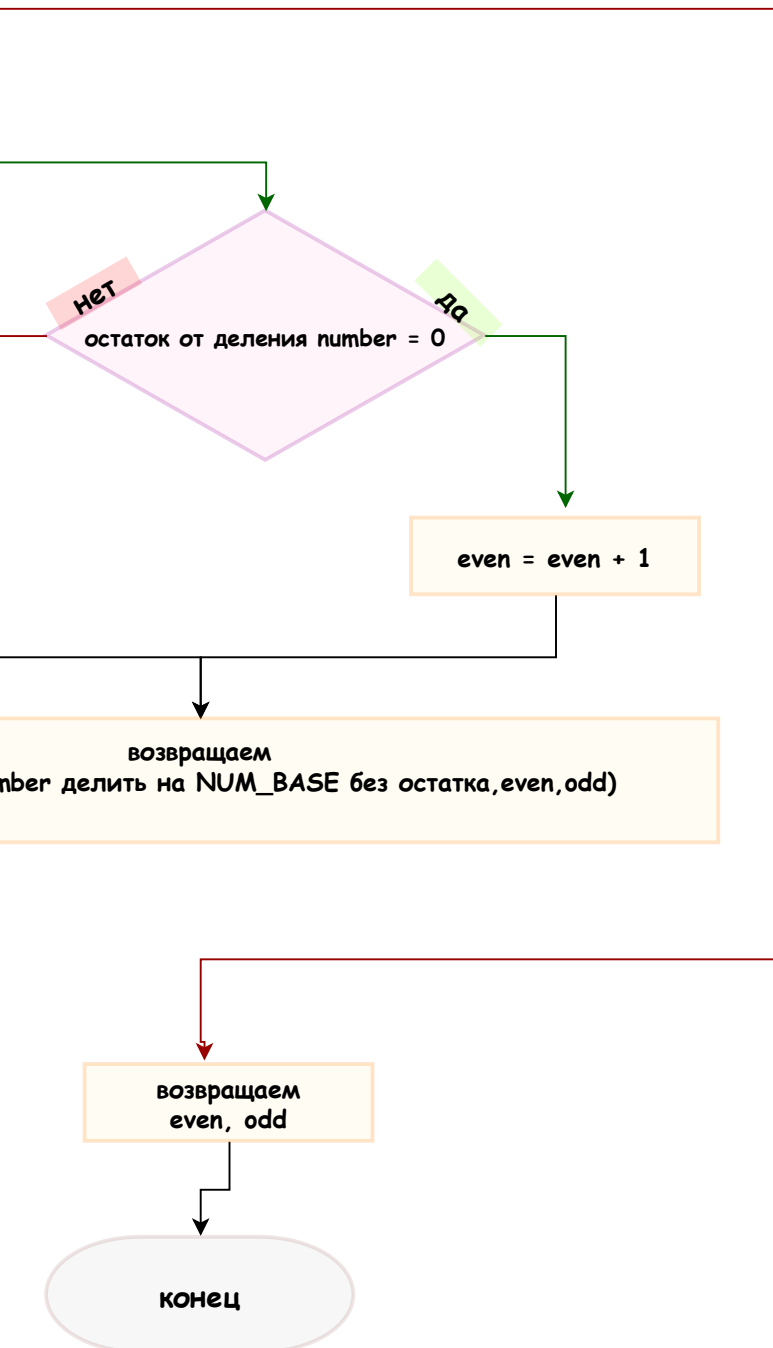 нет
да
остаток от деления number = 0
even = even + 1
возвращаем
делить на NUM_BASE без остатка,even,odd)
возвращаем
even, odd
конец